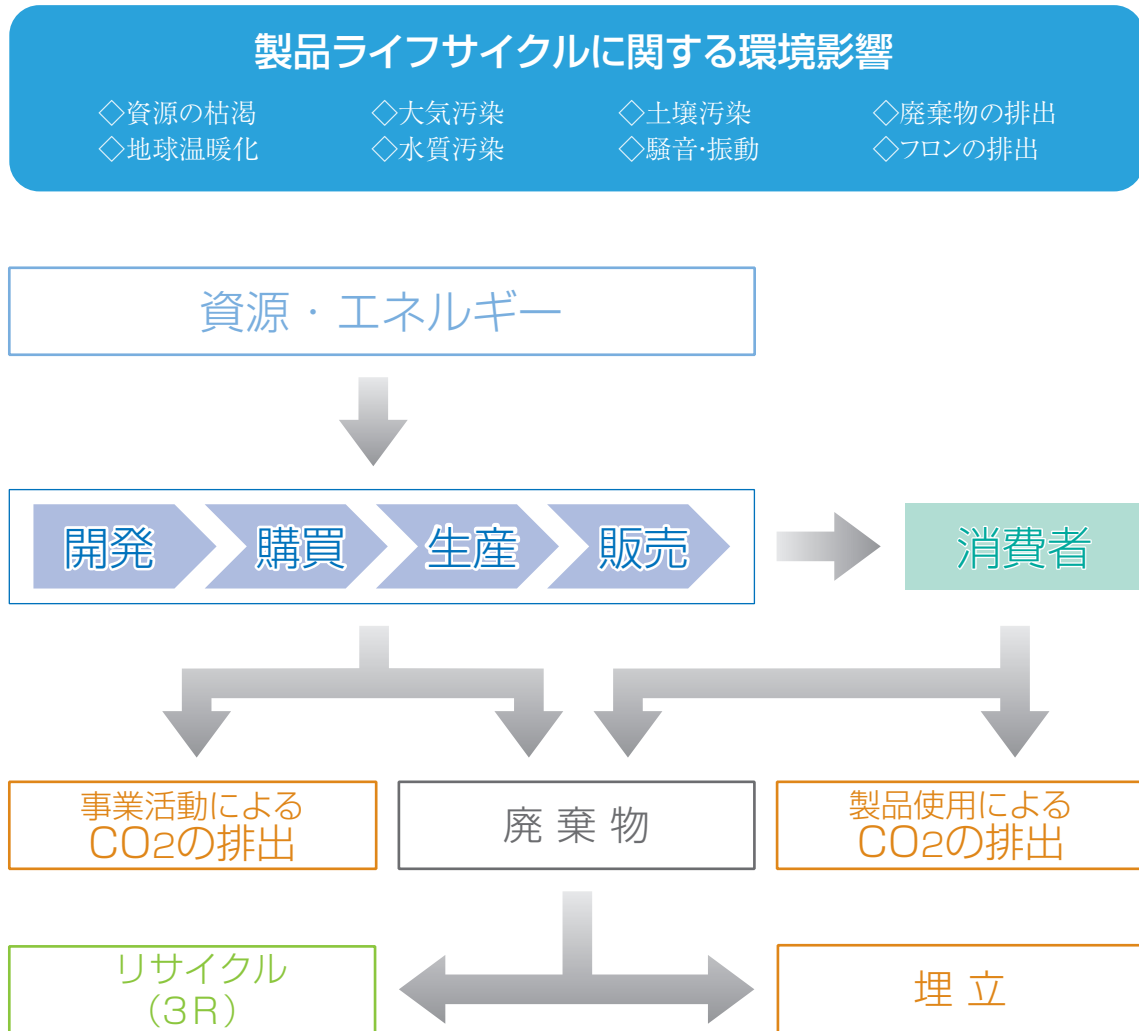 製品ライフサイクルに関する環境影響
◇資源の枯渇 ◇大気汚染 ◇土壌汚染 ◇廃棄物の排出
◇地球温暖化 ◇水質汚染 ◇騒音・振動 ◇フロンの排出
資源・エネルギー
開発 購買 生産 販売 消費者
事業活動による
CO2の排出
廃棄物
製品使用による
CO2の排出
リサイクル
(3R)
埋立